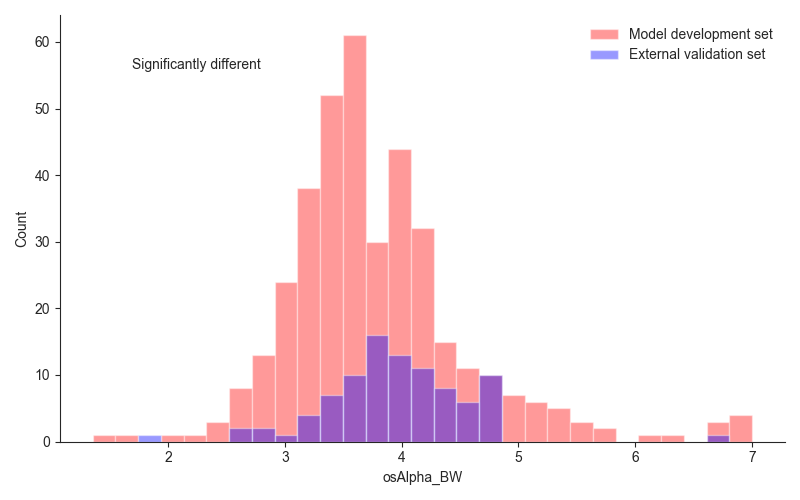 Model development set
External validation set
Significantly different
Count
60
50
40
30
20
10
0
2 3 4 5 6 7
osAlpha_BW